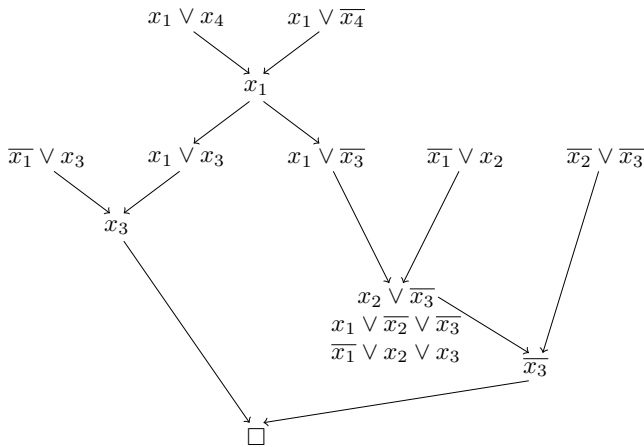 x₁ ∨ x₄ x₁ ∨ x̅₄
x₁
x̅₁ ∨ x₃ x₁ ∨ x₃ x₁ ∨ x̅₃ x̅₁ ∨ x₂ x̅₂ ∨ x̅₃
x₃
x₂ ∨ x̅₃
x₁ ∨ x̅₂ ∨ x̅₃
x̅₁ ∨ x₂ ∨ x₃
x̅₃
□